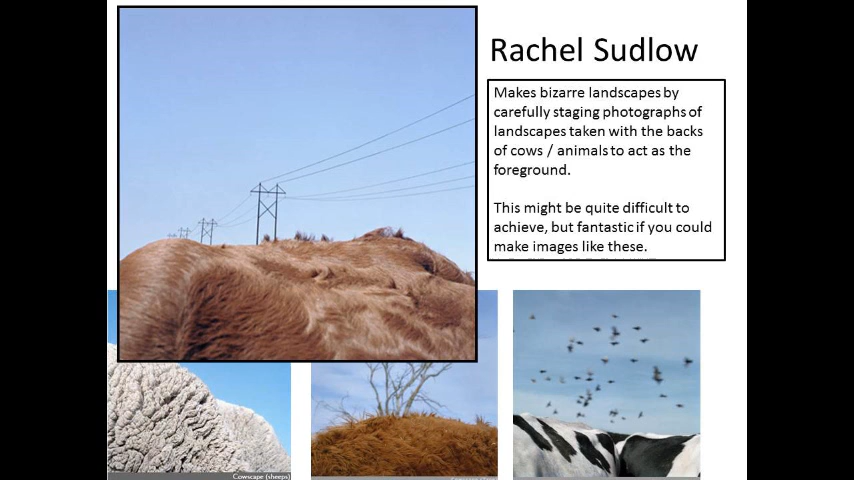 Rachel Sudlow
Makes bizarre landscapes by
carefully staging photographs of
landscapes taken with the backs
of cows / animals to act as the
foreground.
This might be quite difficult to
achieve, but fantastic if you could
make images like these.
Cowscape (sheeps)